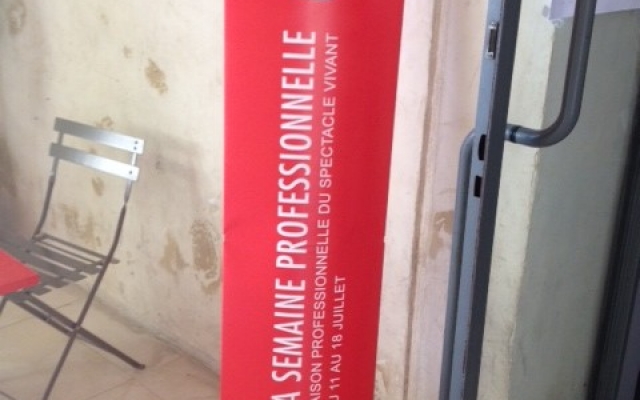 A SEMAINE PROFESSIONNELLE
AISON PROFESSIONNELLE DU SPECTACLE VIVANT
U 11 AU 18 JUILLET